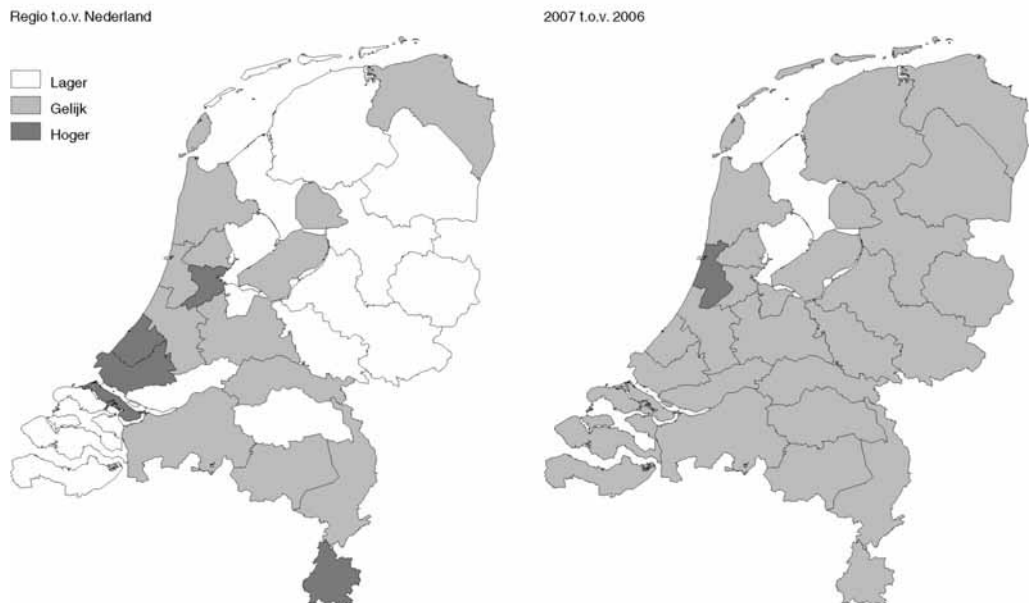 Regio t.o.v. Nederland
Lager
Gelijk
Hoger
2007 t.o.v. 2006